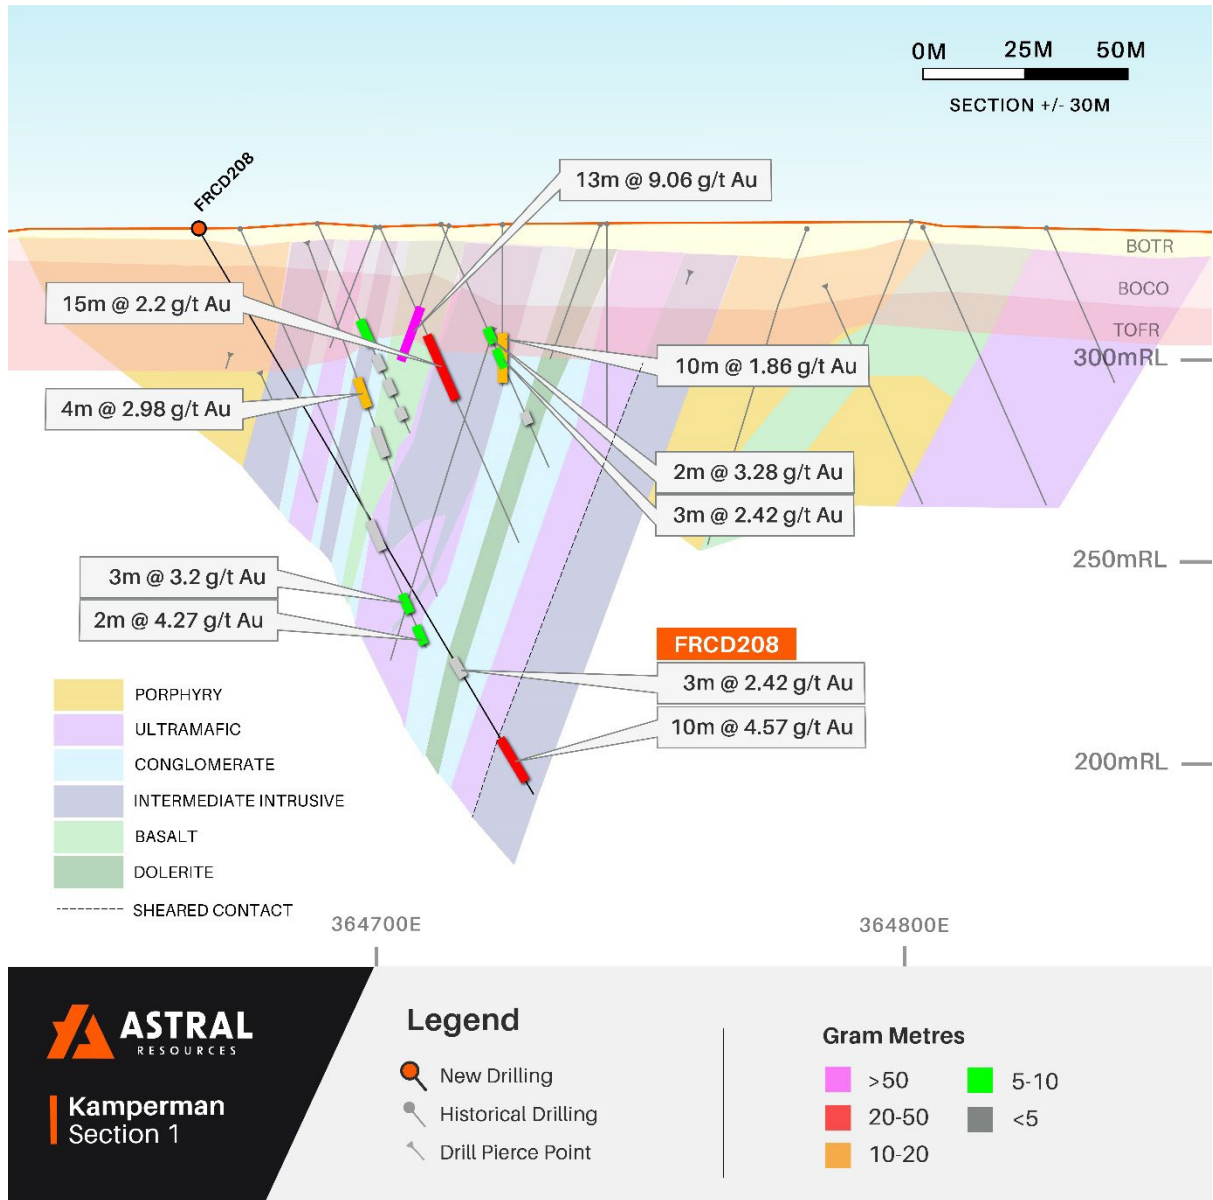 0M 25M 50M
SECTION +/- 30M
FRCD208
13m @ 9.06 g/t Au
BOTR
BOCO
TOFR
15m @ 2.2 g/t Au
300mRL
10m @ 1.86 g/t Au
4m @ 2.98 g/t Au
2m @ 3.28 g/t Au
3m @ 2.42 g/t Au
250mRL
3m @ 3.2 g/t Au
2m @ 4.27 g/t Au
FRCD208
3m @ 2.42 g/t Au
10m @ 4.57 g/t Au
200mRL
PORPHYRY
ULTRAMAFIC
CONGLOMERATE
INTERMEDIATE INTRUSIVE
BASALT
DOLERITE
SHEARED CONTACT
364700E 364800E
ASTRAL
RESOURCES
Kamperman
Section 1
Legend
New Drilling
Historical Drilling
Drill Pierce Point
Gram Metres
>50 5-10
20-50 <5
10-20